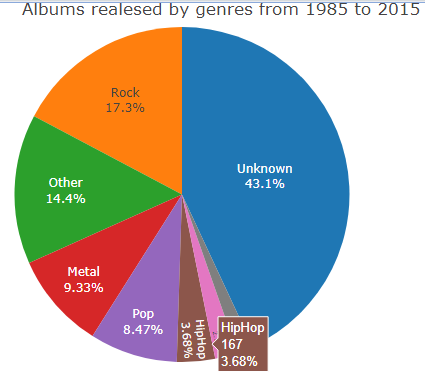 Albums realesed by genres from 1985 to 2015
Rock
17.3%
Unknown
43.1%
Other
14.4%
Metal
9.33%
Pop
8.47%
HipHop
3.68%
HipHop
167
3.68%